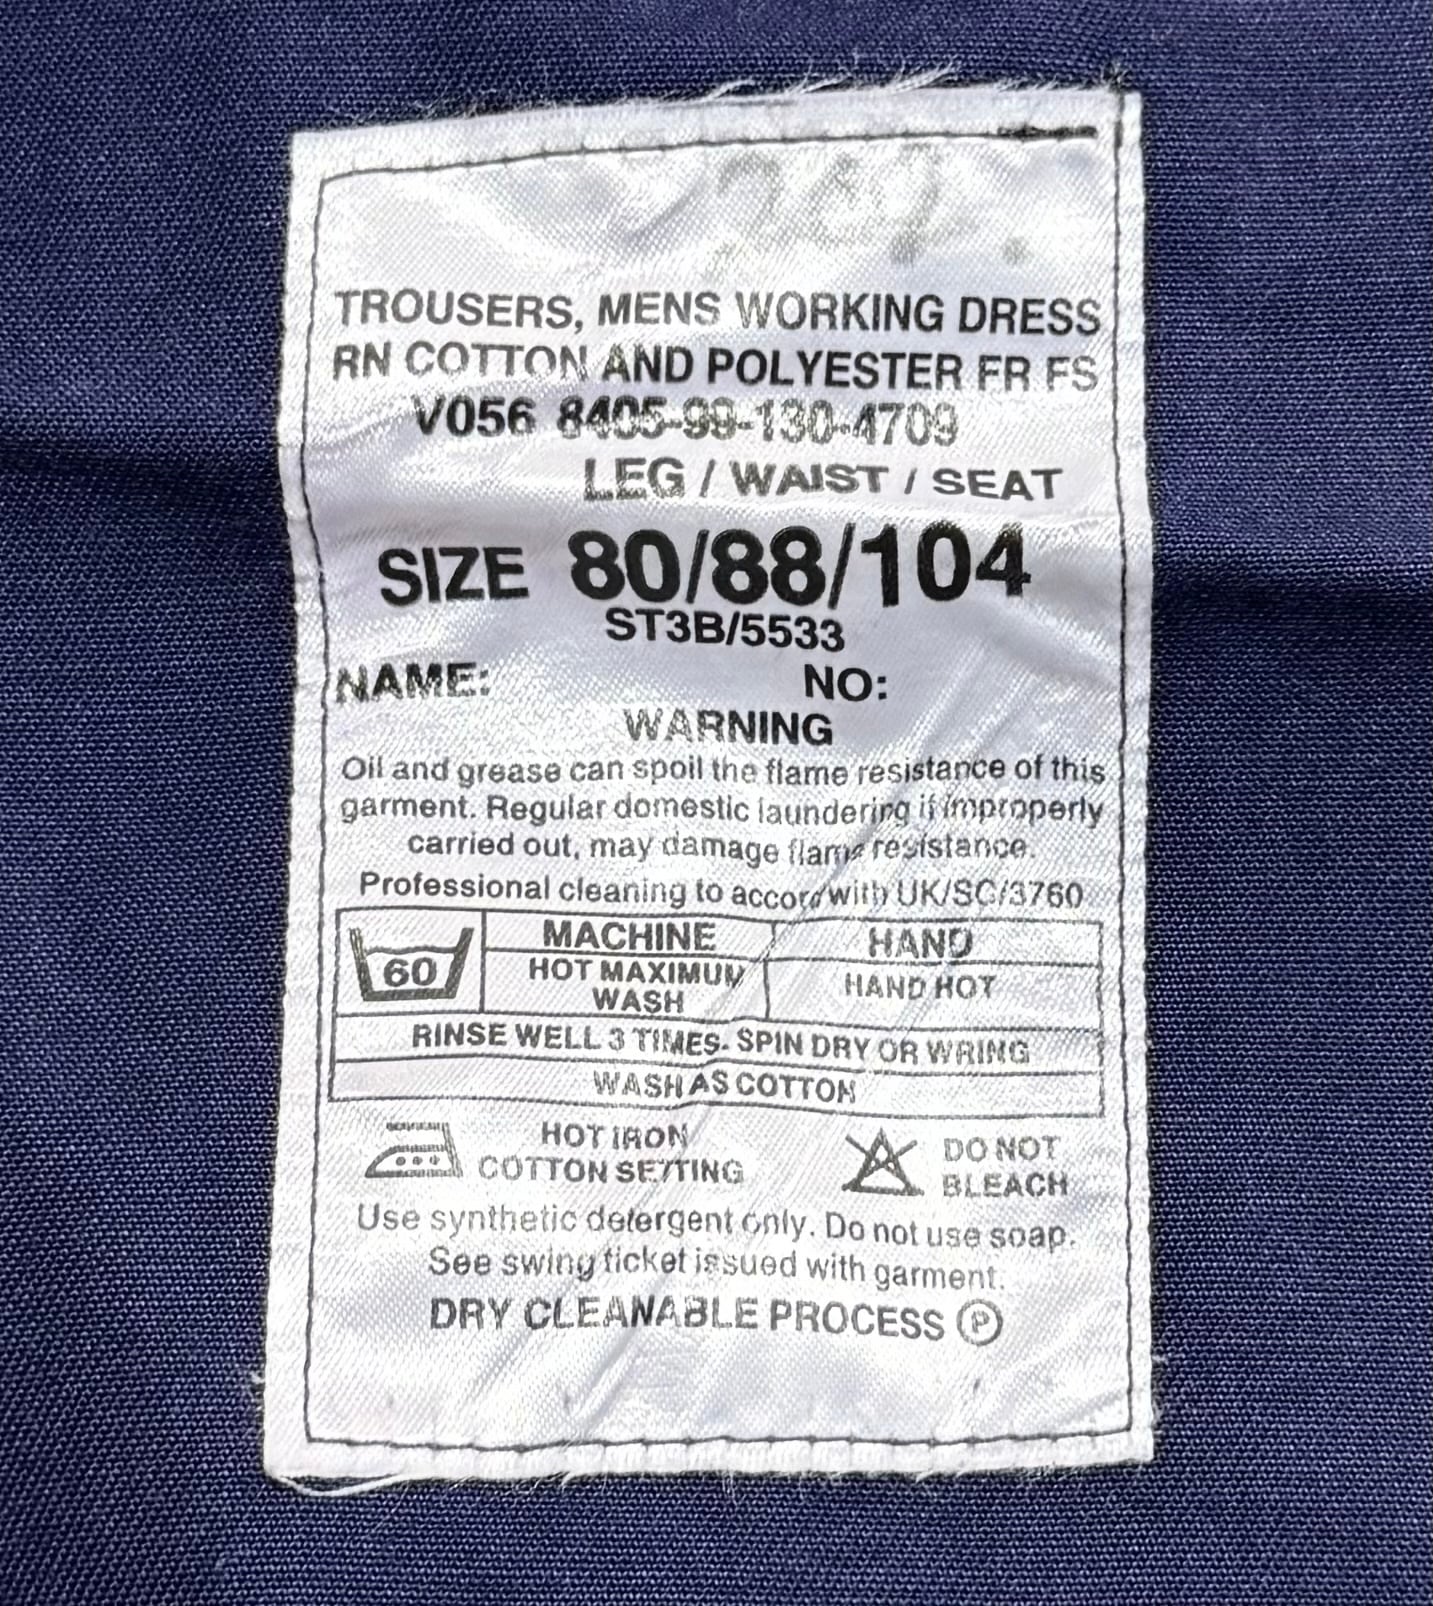 TROUSERS, MENS WORKING DRESS
RN COTTON AND POLYESTER FR FS
V056 8405-99-130-4709
LEG / WAIST / SEAT
SIZE 80/88/104
ST3B/5533
NAME: NO:
WARNING
Oil and grease can spoil the flame resistance of this
garment. Regular domestic laundering if improperly
carried out, may damage flame resistance.
Professional cleaning to accord with UK/SC/3760
60 MACHINE HAND
HOT MAXIMUM HAND HOT
WASH
RINSE WELL 3 TIMES. SPIN DRY OR WRING
WASH AS COTTON
HOT IRON DO NOT
COTTON SETTING BLEACH
Use synthetic detergent only. Do not use soap.
See swing ticket issued with garment.
DRY CLEANABLE PROCESS P